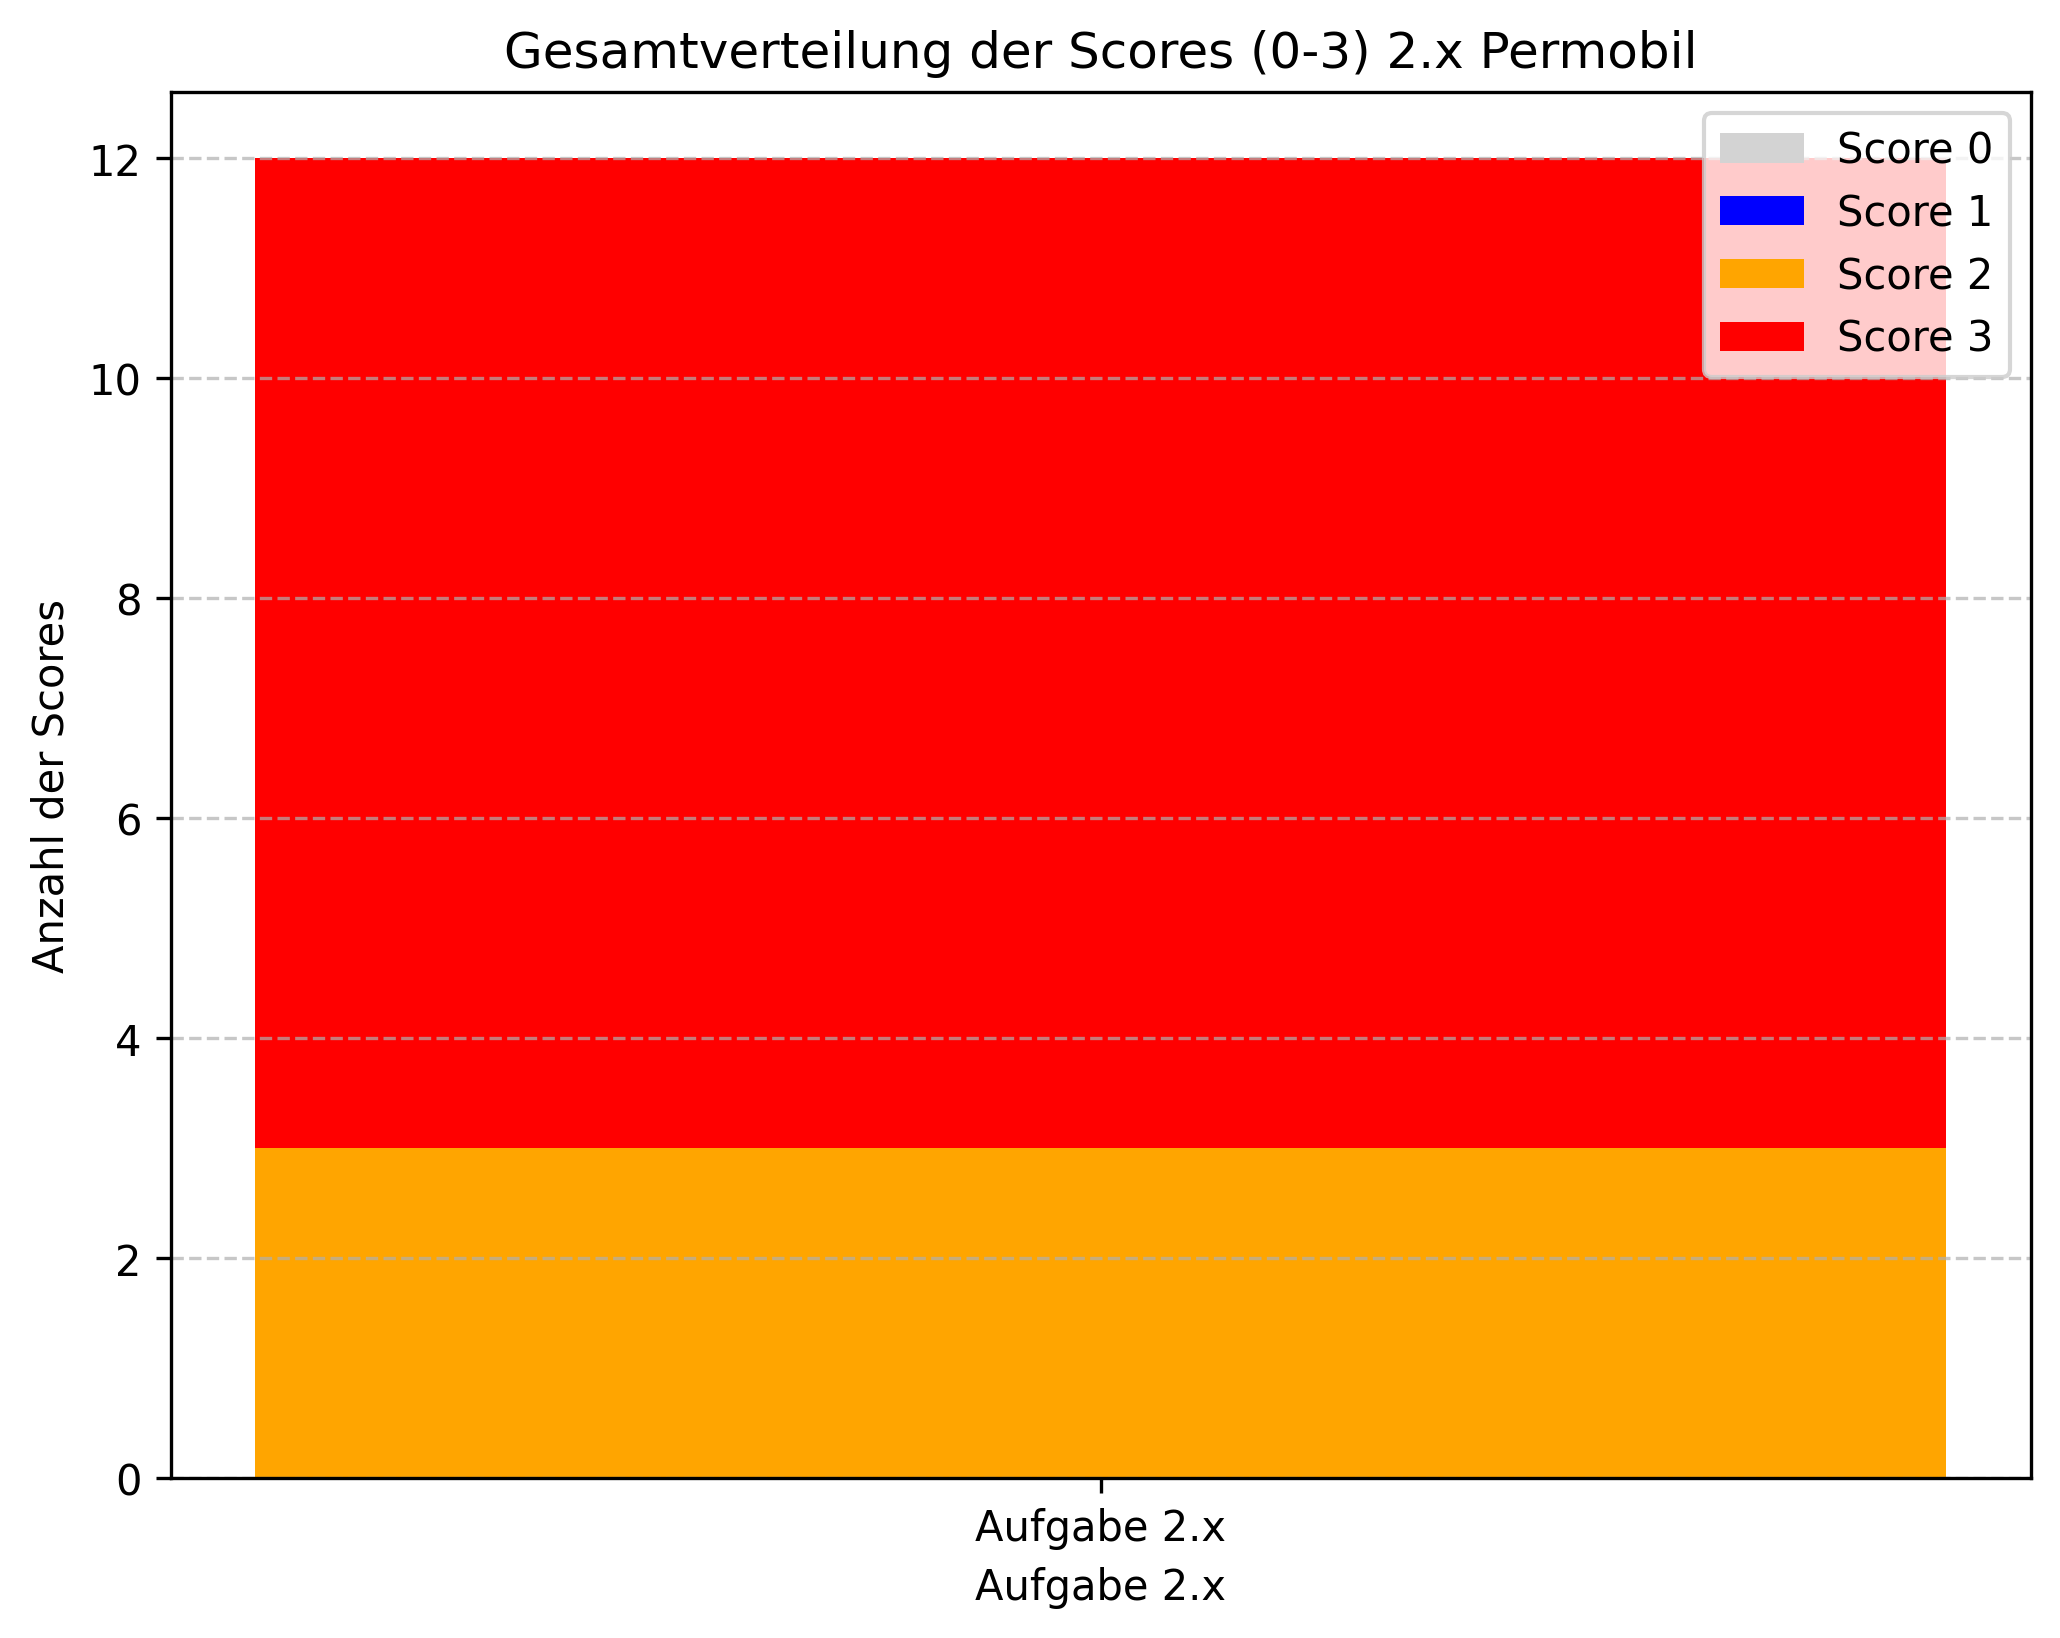 Gesamtverteilung der Scores (0-3) 2.x Permobil
Anzahl der Scores
12
10
8
6
4
2
0
Score 0
Score 1
Score 2
Score 3
Aufgabe 2.x
Aufgabe 2.x